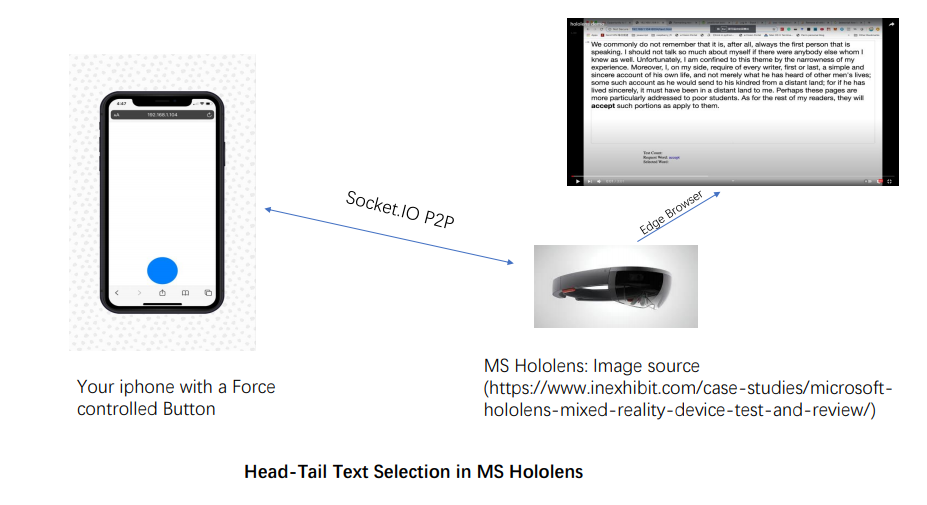 hololens demo
We commonly do not remember that it is, after all, always the first person that is
speaking. I should not talk so much about myself if there were anybody else whom I
knew as well. Unfortunately, I am confined to this theme by the narrowness of my
experience. Moreover, I, on my side, require of every writer, first or last, a simple and
sincere account of his own life, and not merely what he has heard of other men's lives;
some such account as he would send to his kindred from a distant land; for if he has
lived sincerely, it must have been in a distant land to me. Perhaps these pages are
more particularly addressed to poor students. As for the rest of my readers, they will
accept such portions as apply to them.
Request Word: accept
Selected Word:
4:47
AA 192.168.1.104
Socket.IO P2P
Edge Browser
Your iphone with a Force
controlled Button
MS Hololens: Image source
(https://www.inexhibit.com/case-studies/microsoft-
hololens-mixed-reality-device-test-and-review/)
Head-Tail Text Selection in MS Hololens